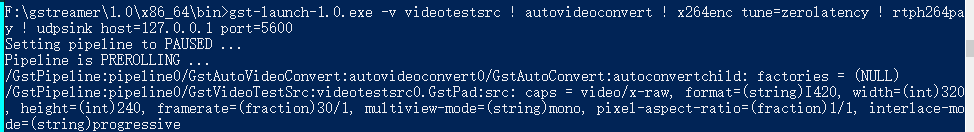 F:\gstreamer\1.0\x86_64\bin>gst-launch-1.0.exe -v videotestsrc ! autovideoconvert ! x264enc tune=zerolatency ! rtph264pa
y ! udpsink host=127.0.0.1 port=5600
Setting pipeline to PAUSED ...
Pipeline is PREROLLING ...
/GstPipeline:pipeline0/GstAutoVideoConvert:autovideoconvert0/GstAutoConvert:autoconvertchild: factories = (NULL)
/GstPipeline:pipeline0/GstVideoTestSrc:videotestsrc0.GstPad:src: caps = video/x-raw, format=(string)I420, width=(int)320
, height=(int)240, framerate=(fraction)30/1, multiview-mode=(string)mono, pixel-aspect-ratio=(fraction)1/1, interlace-mo
de=(string)progressive